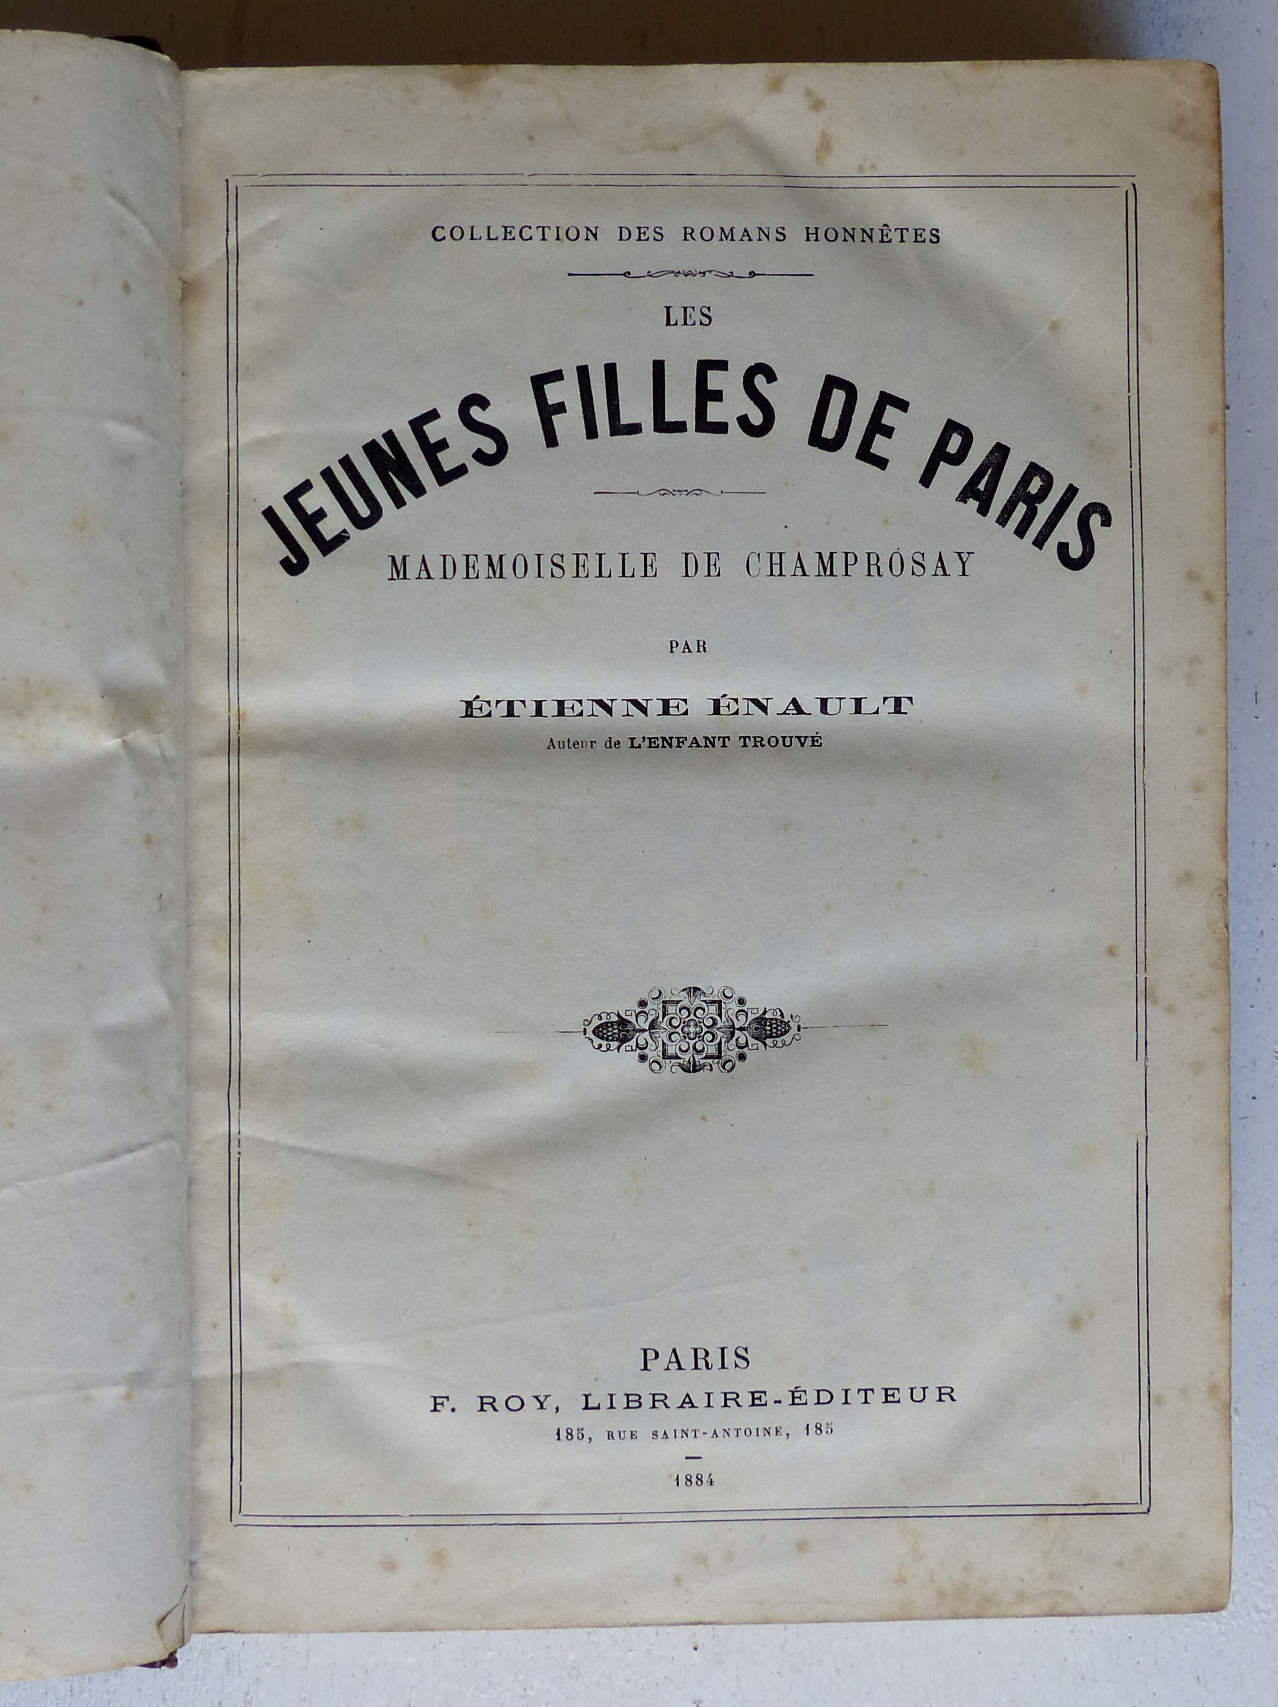 COLLECTION DES ROMANS HONNÊTES
LES
JEUNES FILLES DE PARIS
MADEMOISELLE DE CHAMPROSAY
PAR
ÉTIENNE ÉNAULT
Auteur de L'ENFANT TROUVÉ
PARIS
F. ROY, LIBRAIRE-ÉDITEUR
185, RUE SAINT-ANTOINE, 185
1884